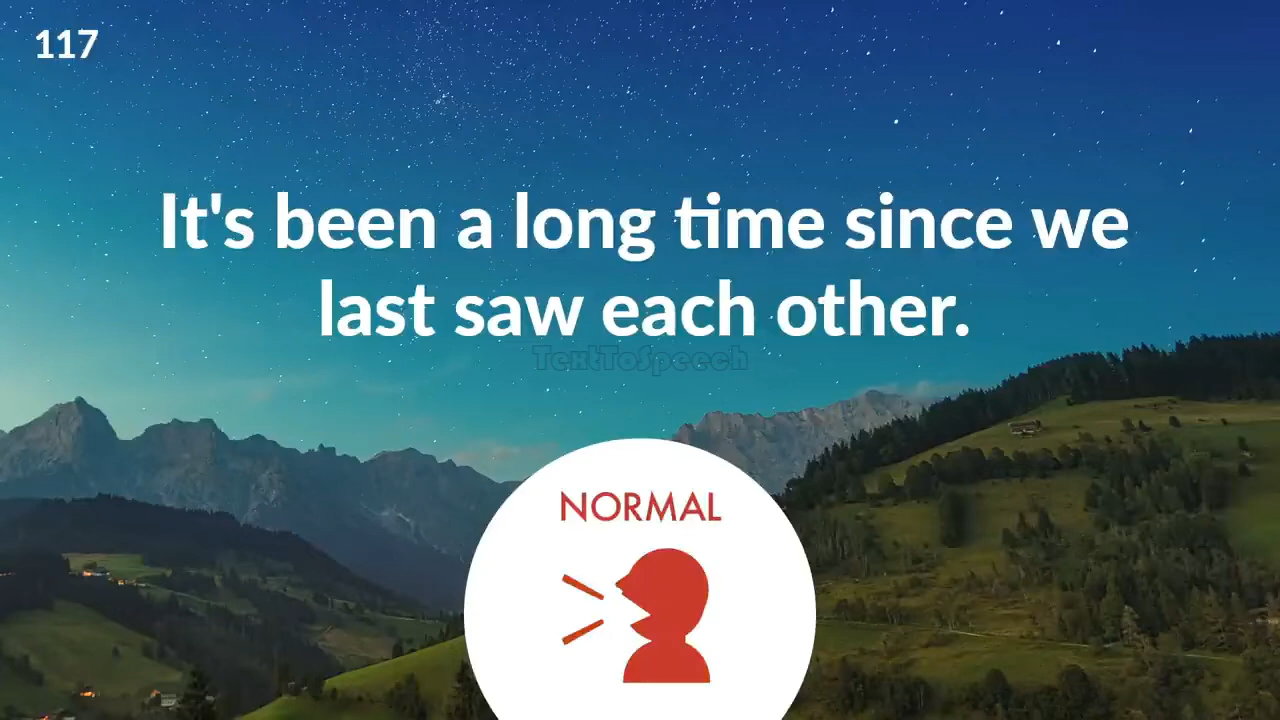 117
It's been a long time since we
last saw each other.
TextToSpeech
NORMAL